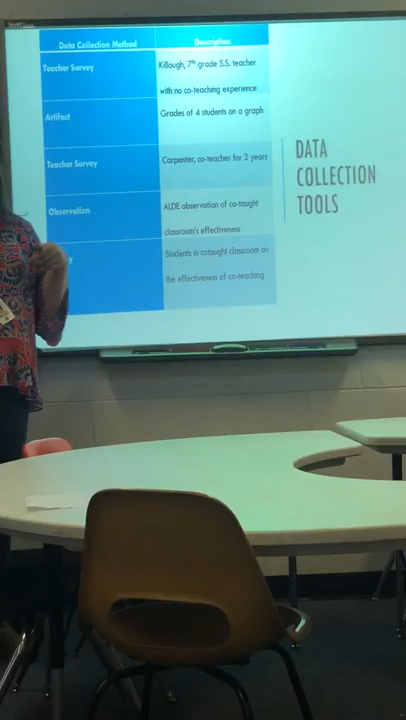 Data Collection Method
Description
Teacher Survey
Killough, 7th grade S.S. teacher
with no co-teaching experience
Artifact
Grades of 4 students on a graph
Teacher Survey
Carpenter, co-teacher for 2 years
Observation
ALDE observation of co-taught
classroom's effectiveness
y
Students in cotaught classroom on
the effectiveness of co-teaching
DATA
COLLECTION
TOOLS